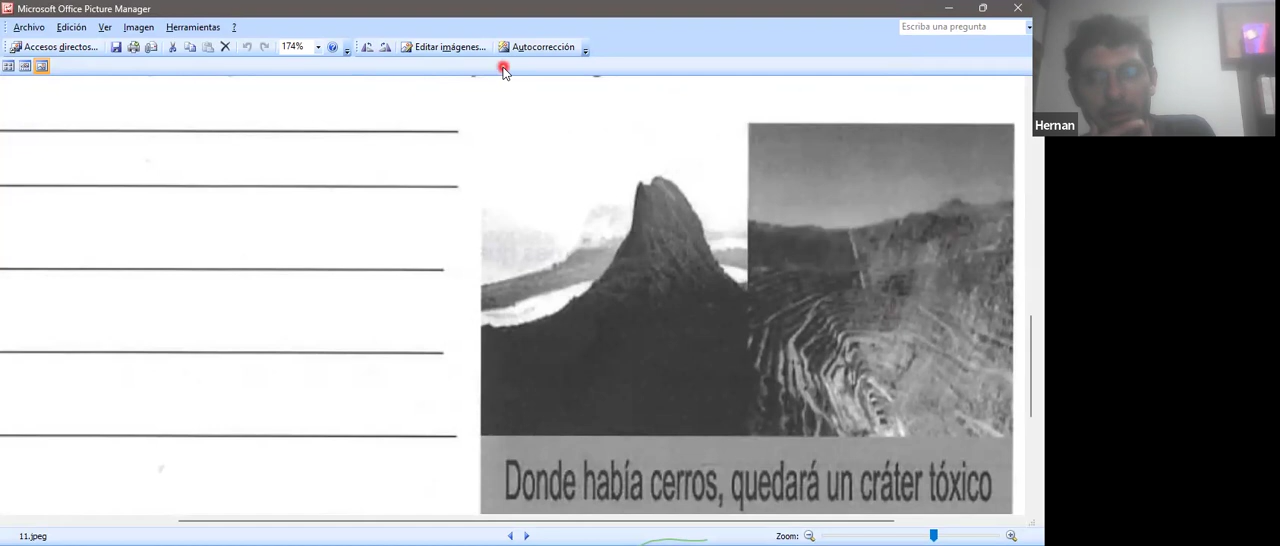 Microsoft Office Picture Manager
Archivo Edición Ver Imagen Herramientas ?
Escriba una pregunta
Accesos directos... 174% Editar imágenes... Autocorrección
Hernan
Donde había cerros, quedará un cráter tóxico
11.jpeg
Zoom: